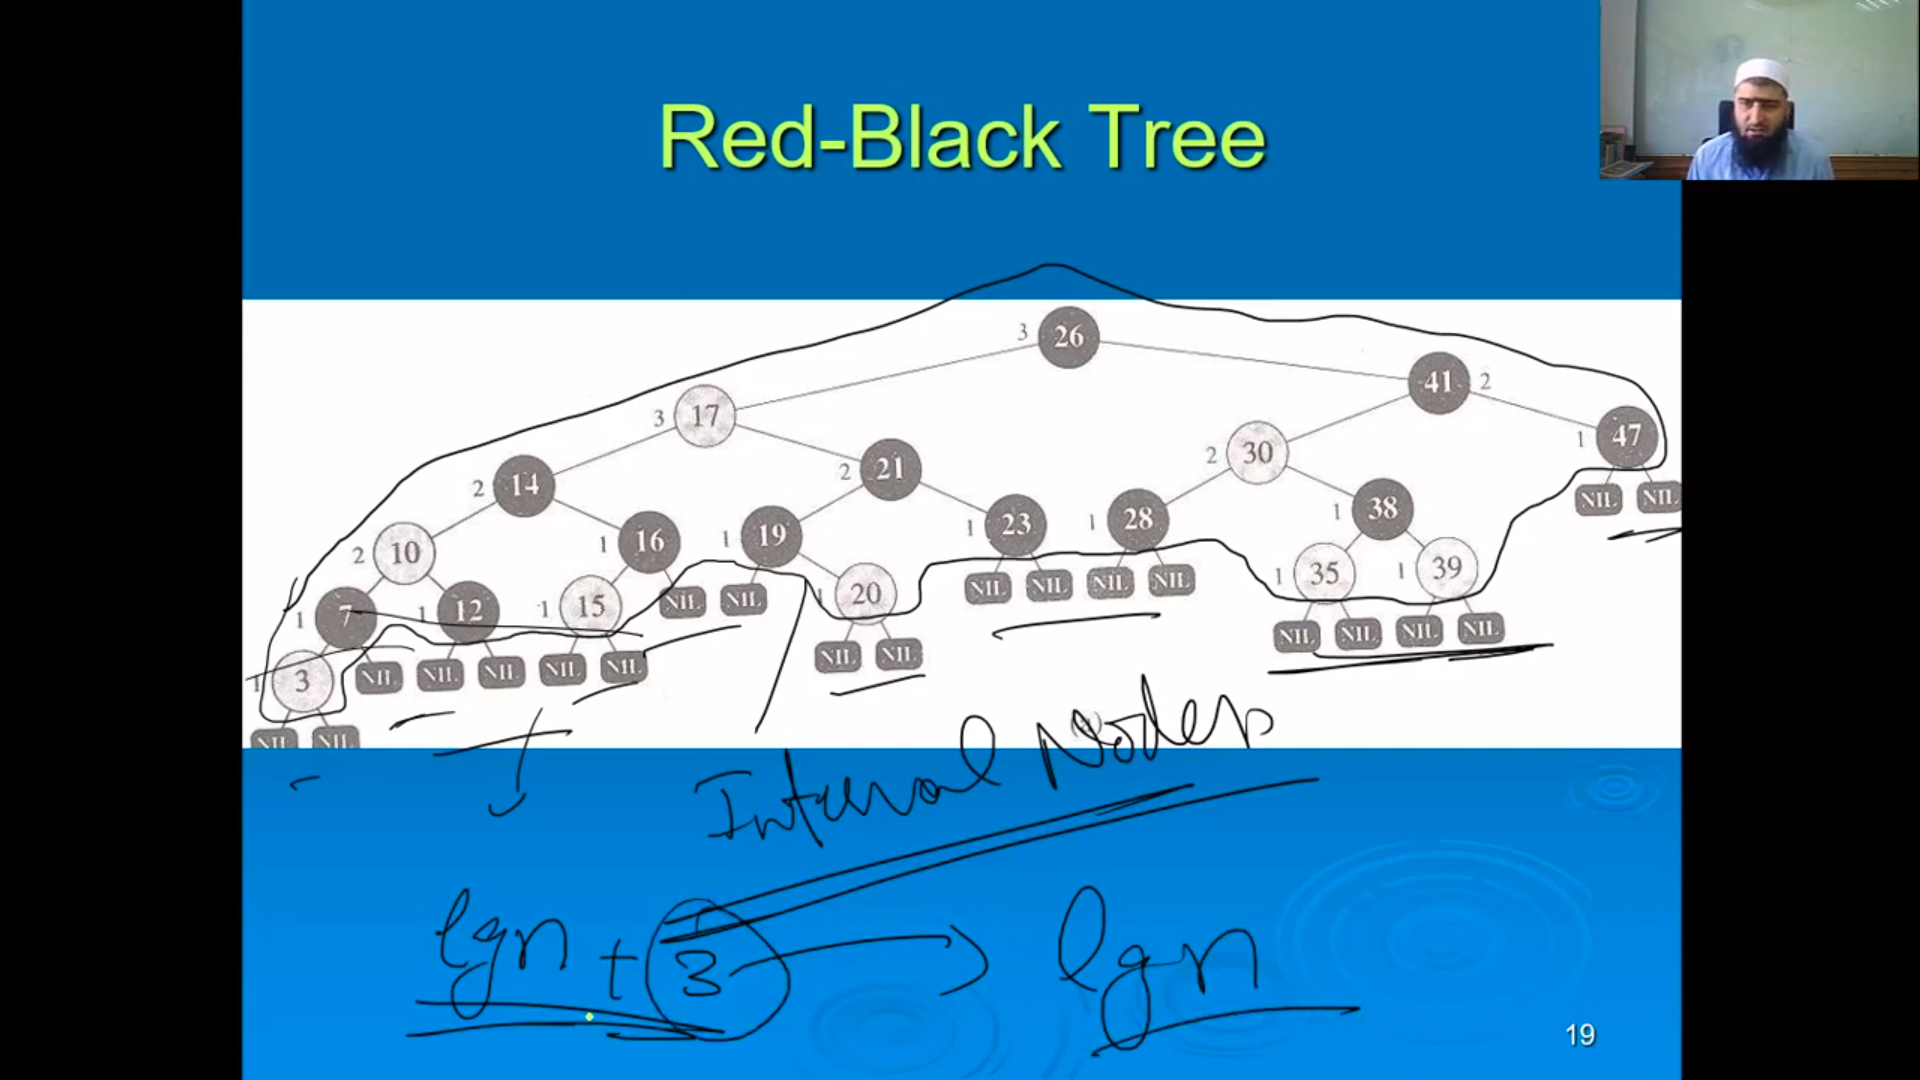 Red-Black Tree
3 26
41 2
3 17
1 47
2 30
2 21
2 14
NIL NIL
1 38
1 28
1 23
1 19
1 16
2 10
1 35
1 39
NIL NIL NIL NIL
1 20
NIL NIL
1 15
1 12
1 7
NIL NIL NIL NIL
NIL NIL
NIL NIL NIL NIL NIL
1 3
NIL NIL
Internal Nodes
lgn + 3 lgn
19